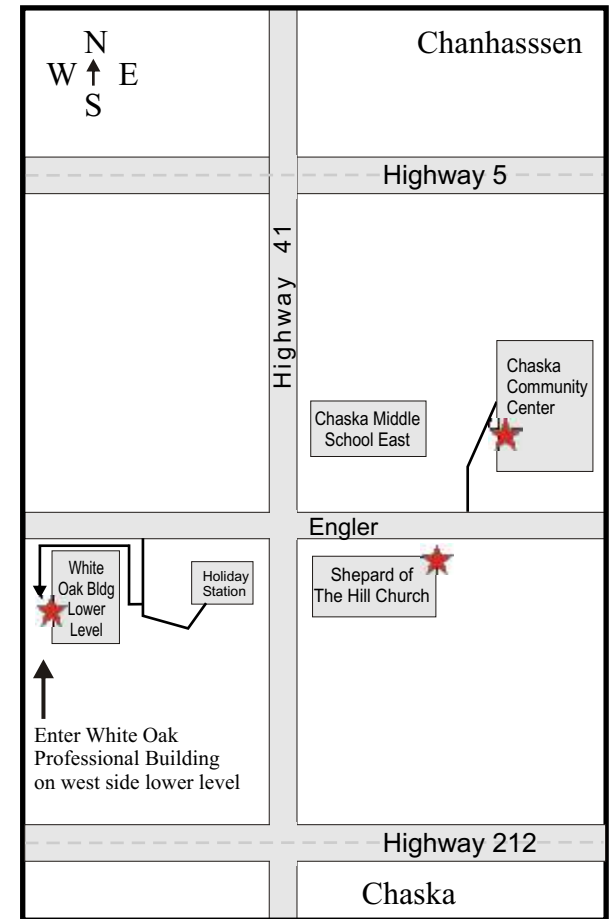 N
W E
S
Chanhasssen
Highway 5
Highway 41
Chaska
Community
Center
Chaska Middle
School East
Engler
White
Oak Bldg
Lower
Level
Holiday
Station
Shepard of
The Hill Church
Enter White Oak
Professional Building
on west side lower level
Highway 212
Chaska